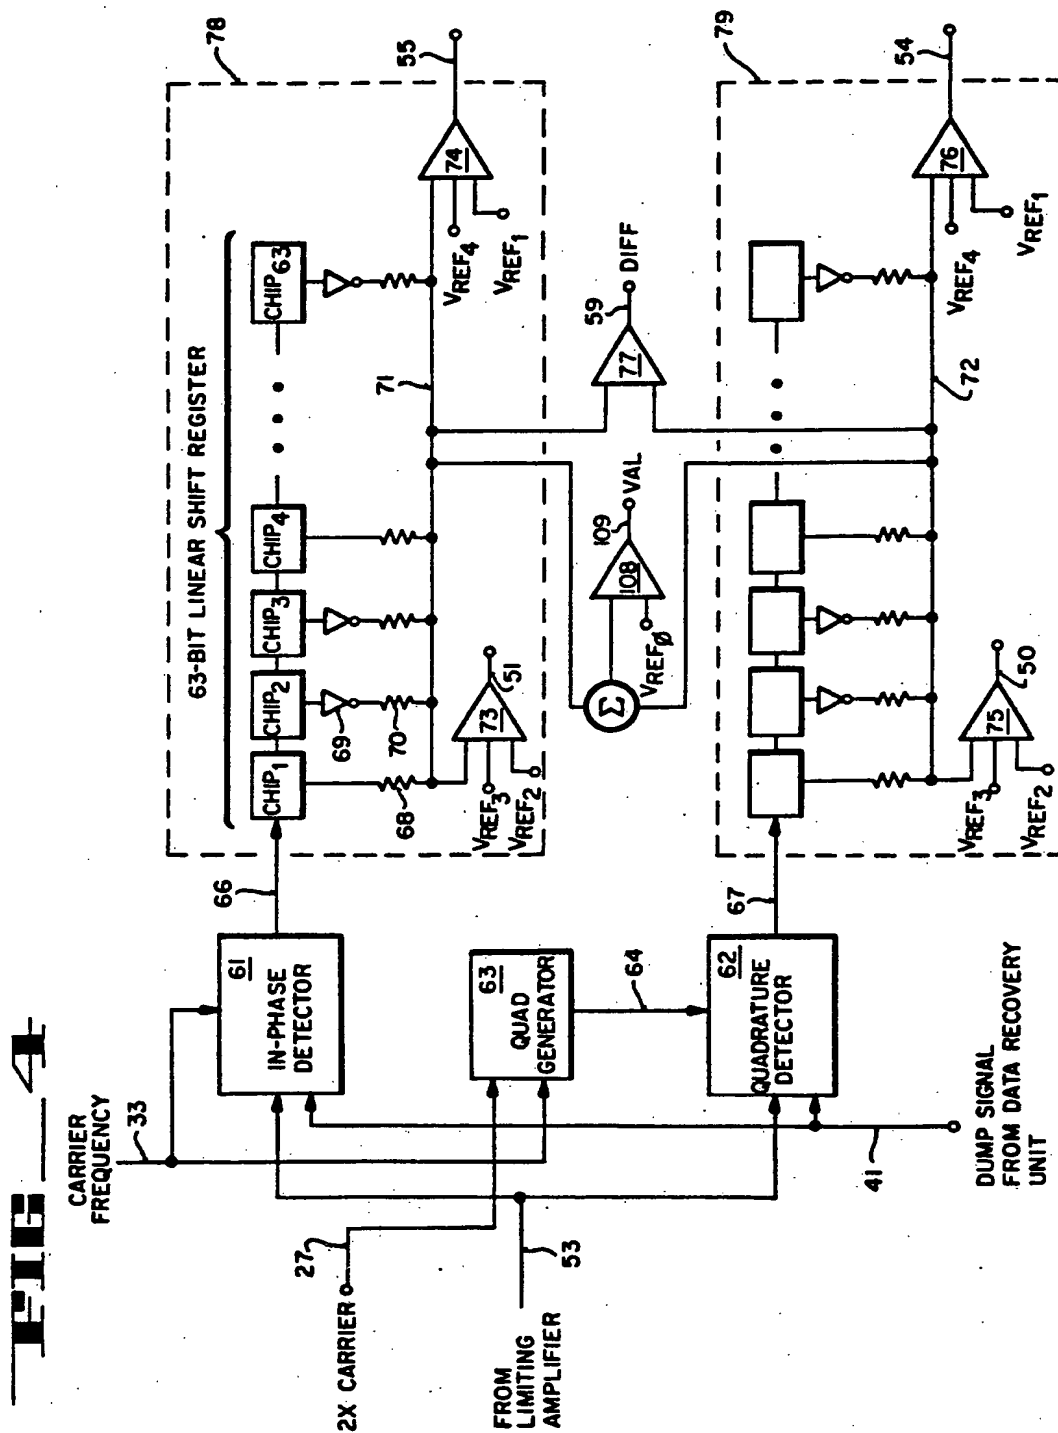 FIG_4
CARRIER
FREQUENCY
33
2X CARRIER
27
FROM
LIMITING
AMPLIFIER
53
61
IN-PHASE
DETECTOR
66
63
QUAD
GENERATOR
64
62
QUADRATURE
DETECTOR
67
41
DUMP SIGNAL
FROM DATA RECOVERY
UNIT
63-BIT LINEAR SHIFT REGISTER
78
CHIP1
CHIP2
CHIP3
CHIP4
CHIP63
68
69
70
71
73
51
VREF3
VREF2
74
55
VREF4
VREF1
Σ
108
109
VAL
VREFØ
77
59
DIFF
79
72
75
50
VREF3
VREF2
76
54
VREF4
VREF1